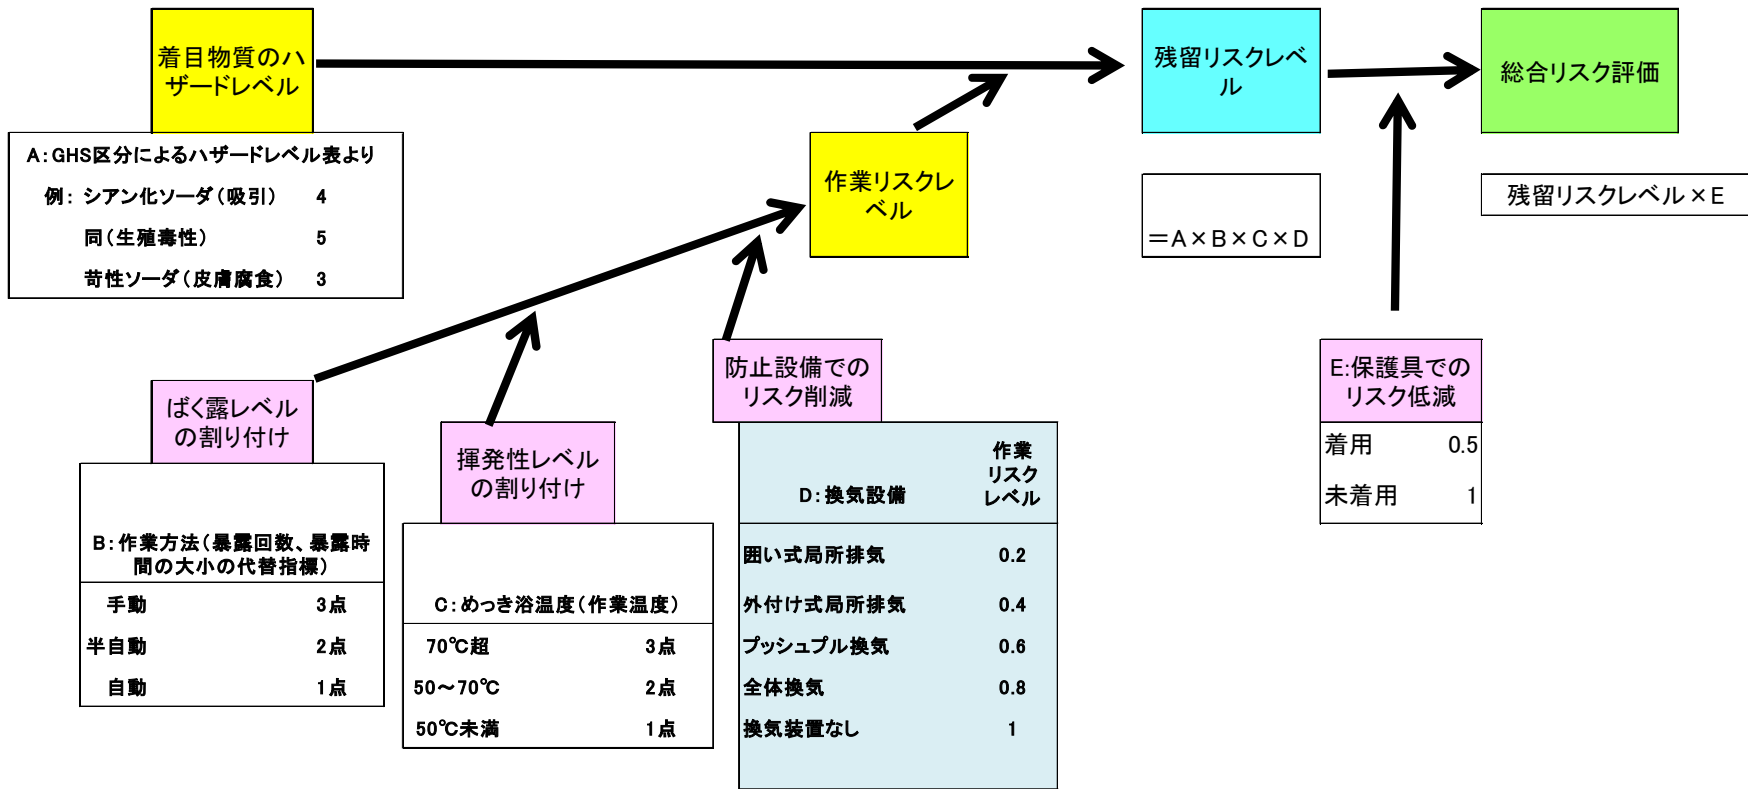 着目物質のハ
ザードレベル
A:GHS区分によるハザードレベル表より
例: シアン化ソーダ(吸引) 4
同(生殖毒性) 5
苛性ソーダ(皮膚腐食) 3
残留リスクレベ
ル
=A×B×C×D
総合リスク評価
残留リスクレベル×E
作業リスクレ
ベル
ばく露レベル
の割り付け
B:作業方法(暴露回数、暴露時
間の大小の代替指標)
手動 3点
半自動 2点
自動 1点
揮発性レベル
の割り付け
C:めっき浴温度(作業温度)
70℃超 3点
50~70℃ 2点
50℃未満 1点
防止設備での
リスク削減
作業
リスク
D:換気設備 レベル
囲い式局所排気 0.2
外付け式局所排気 0.4
プッシュプル換気 0.6
全体換気 0.8
換気装置なし 1
E:保護具での
リスク低減
着用 0.5
未着用 1